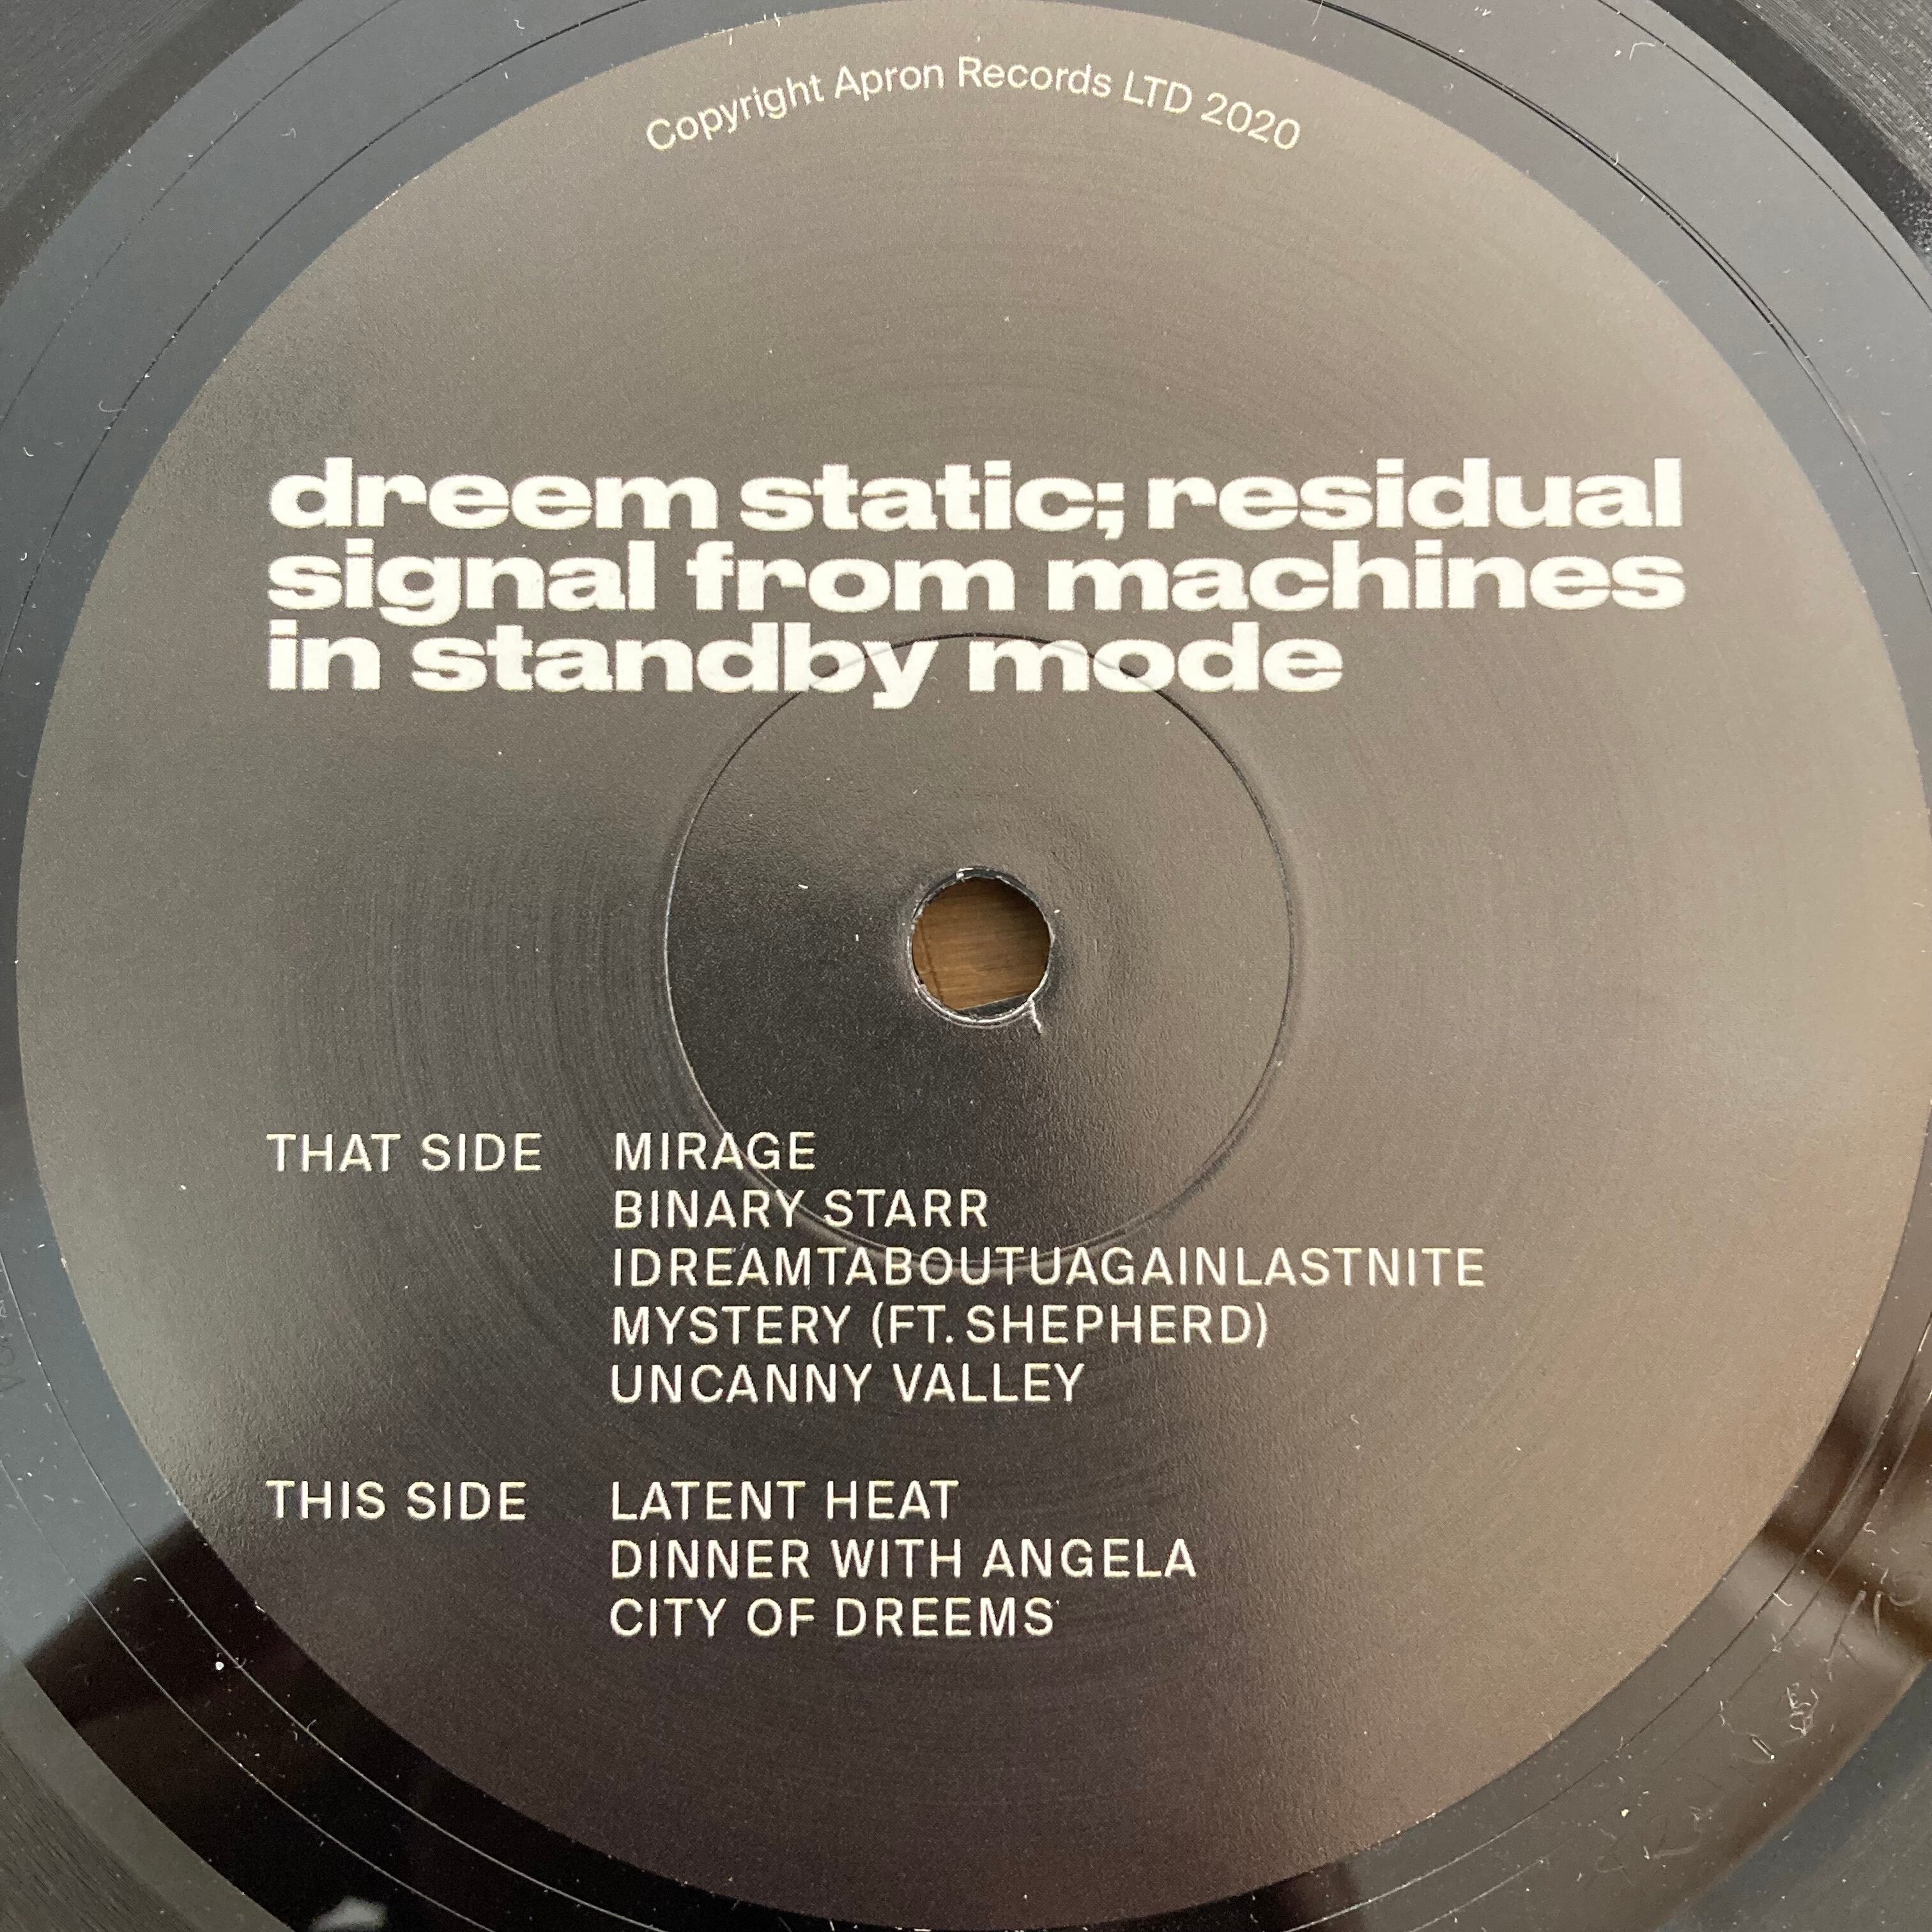 Copyright Apron Records LTD 2020
dreem static; residual
signal from machines
in standby mode
THAT SIDE MIRAGE
BINARY STARR
IDREAMTABOUTUAGAINLASTNITE
MYSTERY (FT. SHEPHERD)
UNCANNY VALLEY
THIS SIDE LATENT HEAT
DINNER WITH ANGELA
CITY OF DREEMS